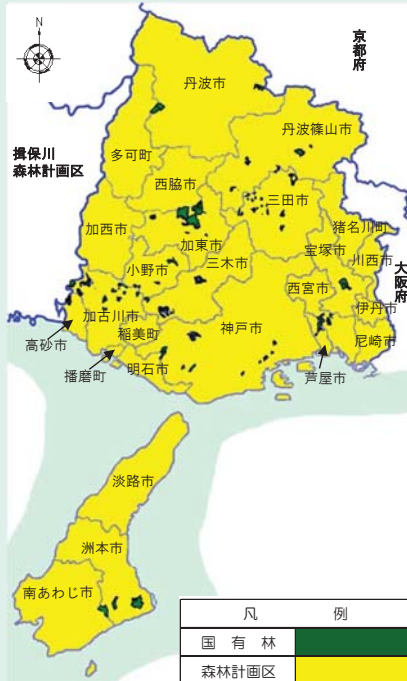 N
京都府
丹波市
丹波篠山市
揖保川
森林計画区
多可町
西脇市
三田市
猪名川町
加西市
加東市
宝塚市
川西市
小野市
三木市
大阪府
西宮市
伊丹市
加古川市
稲美町
神戸市
尼崎市
高砂市
播磨町
明石市
芦屋市
淡路市
洲本市
南あわじ市
凡 例
国 有 林
森林計画区